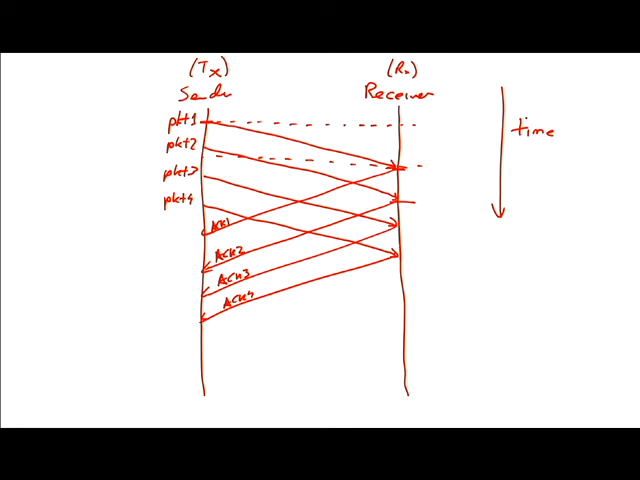 (Tx) (Rx)
Sender Receiver
pkt1
time
pkt2
pkt3
pkt4
ACK1
ACK2
ACK3
ACK4